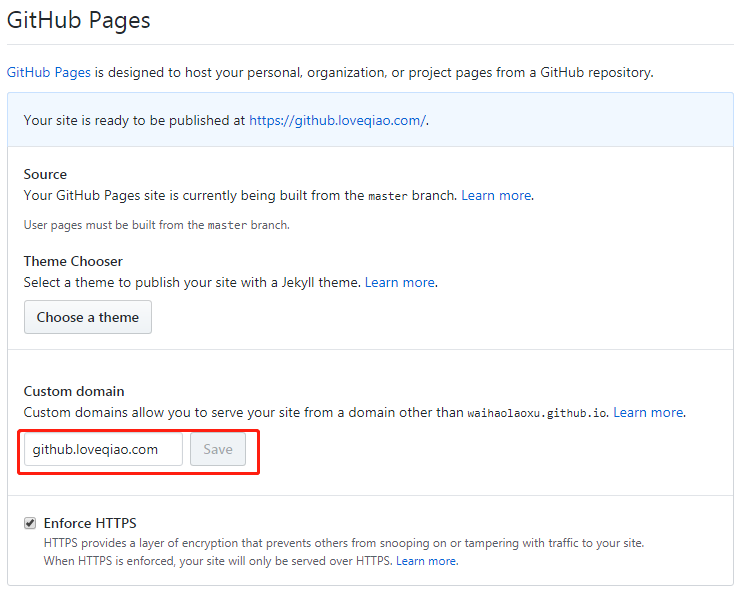 GitHub Pages
GitHub Pages is designed to host your personal, organization, or project pages from a GitHub repository.
Your site is ready to be published at https://github.loveqiao.com/.
Source
Your GitHub Pages site is currently being built from the master branch. Learn more.
User pages must be built from the master branch.
Theme Chooser
Select a theme to publish your site with a Jekyll theme. Learn more.
Choose a theme
Custom domain
Custom domains allow you to serve your site from a domain other than waihaolaoxu.github.io. Learn more.
github.loveqiao.com Save
Enforce HTTPS
HTTPS provides a layer of encryption that prevents others from snooping on or tampering with traffic to your site.
When HTTPS is enforced, your site will only be served over HTTPS. Learn more.